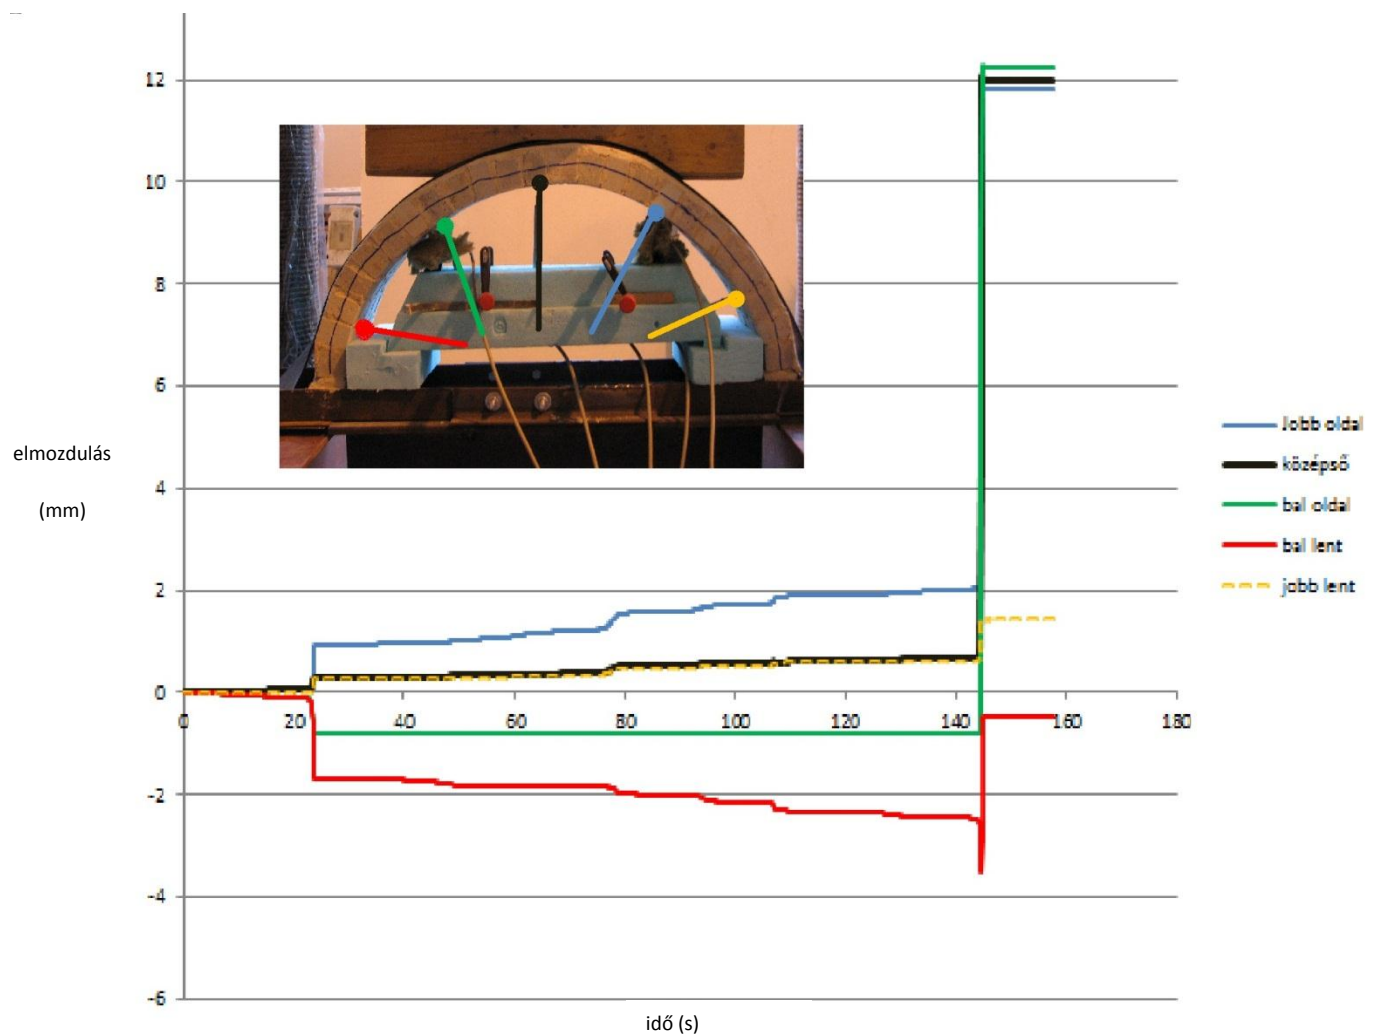 12
10
8
6
4
2
0
-2
-4
-6
0 20 40 60 80 100 120 140 160 180
elmozdulás
(mm)
idő (s)
Jobb oldal
középső
bal oldal
bal lent
jobb lent